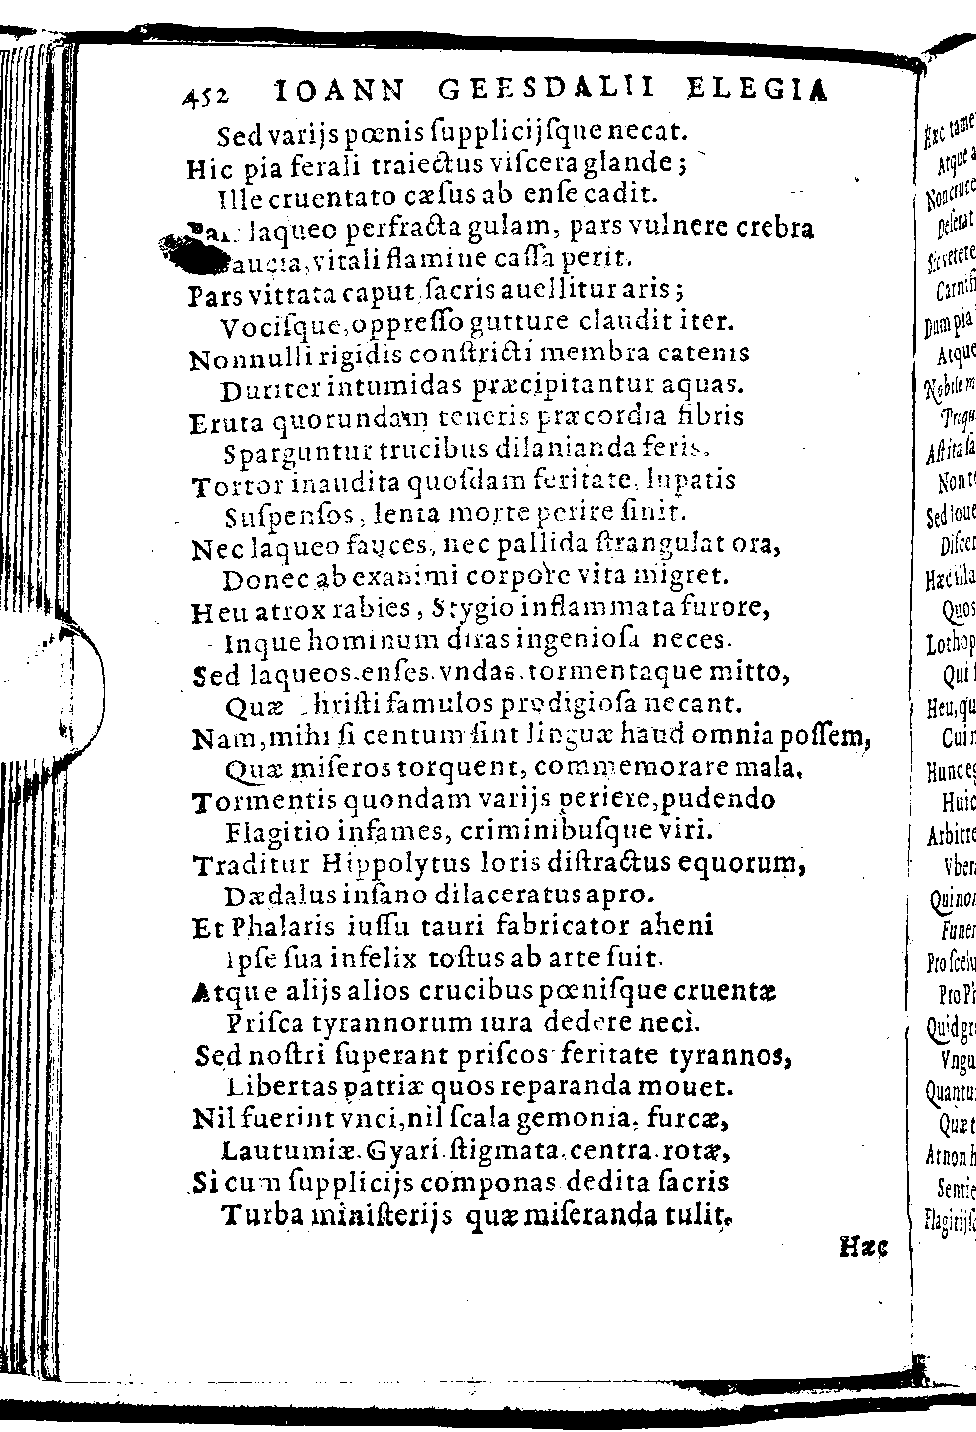 452 IOANN GEESDALII ELEGIA
Sed varijs pœnis ſupplicijſque necat.
Hic pia ferali traiectus viſcera glande;
Ille cruentato cæſus ab enſe cadit.
Par laqueo perfracta gulam, pars vulnere crebra
aucia, vitali flamine caſſa perit.
Pars vittata caput ſacris auellitur aris;
Vociſque, oppreſſo gutture claudit iter.
Nonnulli rigidis conſtricti membra catenis
Duriter in tumidas præcipitantur aquas.
Eruta quorundam teneris præcordia fibris
Sparguntur trucibus dilanianda feris.
Tortor inaudita quoſdam feritate, lupatis
Suſpenſos, lenta morte perire ſinit.
Nec laqueo fauces, nec pallida ſtrangulat ora,
Donec ab exanimi corpore vita migret.
Heu atrox rabies, Stygio inflammata furore,
Inque hominum diras ingenioſa neces.
Sed laqueos. enſes. vndas. tormentaque mitto,
Quæ hriſti famulos prodigioſa necant.
Nam, mihi ſi centum ſint linguæ haud omnia poſſem,
Quæ miſeros torquent, commemorare mala.
Tormentis quondam varijs periere, pudendo
Flagitio infames, criminibuſque viri.
Traditur Hippolytus loris diſtractus equorum,
Dædalus inſano dilaceratus apro.
Et Phalaris iuſſu tauri fabricator aheni
Ipſe ſua infelix toſtus ab arte fuit.
Atque alijs alios crucibus pœniſque cruentæ
Priſca tyrannorum iura dedere neci.
Sed noſtri ſuperant priſcos feritate tyrannos,
Libertas patriæ quos reparanda mouet.
Nil fuerint vnci, nil ſcala gemonia, furcæ,
Lautumiæ. Gyari. ſtigmata. centra. rotæ,
Si cum ſupplicijs componas dedita ſacris
Turba miniſterijs quæ miſeranda tulit.
Hæc